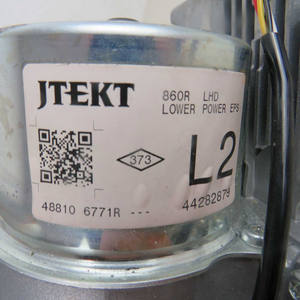 JTEKT
860R LHD
LOWER POWER EPS
373
L2
48810 6771R ---
44282879